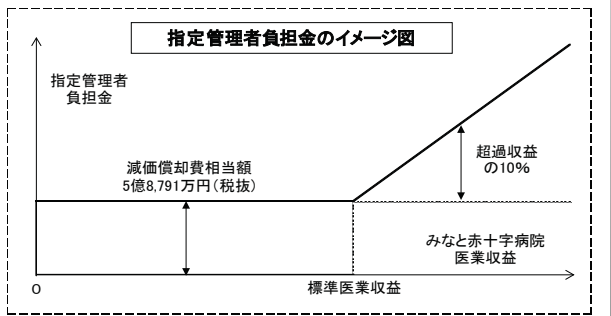 指定管理者負担金のイメージ図
指定管理者
負担金
減価償却費相当額
5億8,791万円（税抜）
超過収益
の10%
みなと赤十字病院
医業収益
0
標準医業収益